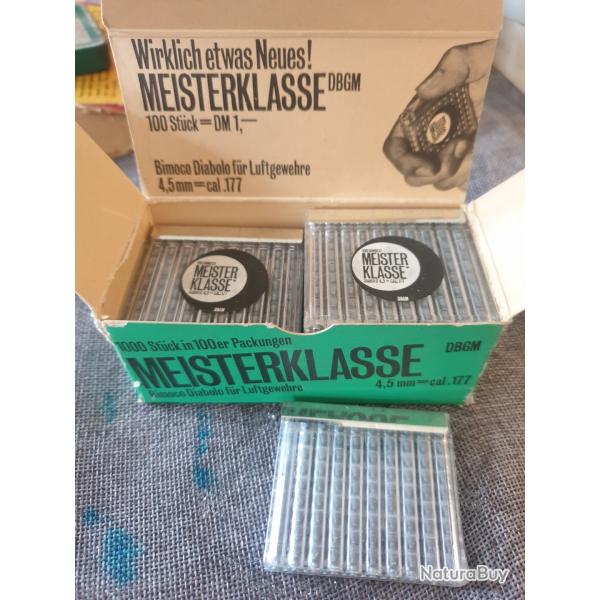 Wirklich etwas Neues!
MEISTERKLASSE DBGM
100 Stück = DM 1,—
Bimoco Diabolo für Luftgewehre
4,5 mm = cal .177
MEISTER
KLASSE
DBGM
MEISTER
KLASSE
DBGM
1000 Stück in 100er Packungen
MEISTERKLASSE DBGM
Bimoco Diabolo für Luftgewehre 4,5 mm = cal .177
NaturaBuy